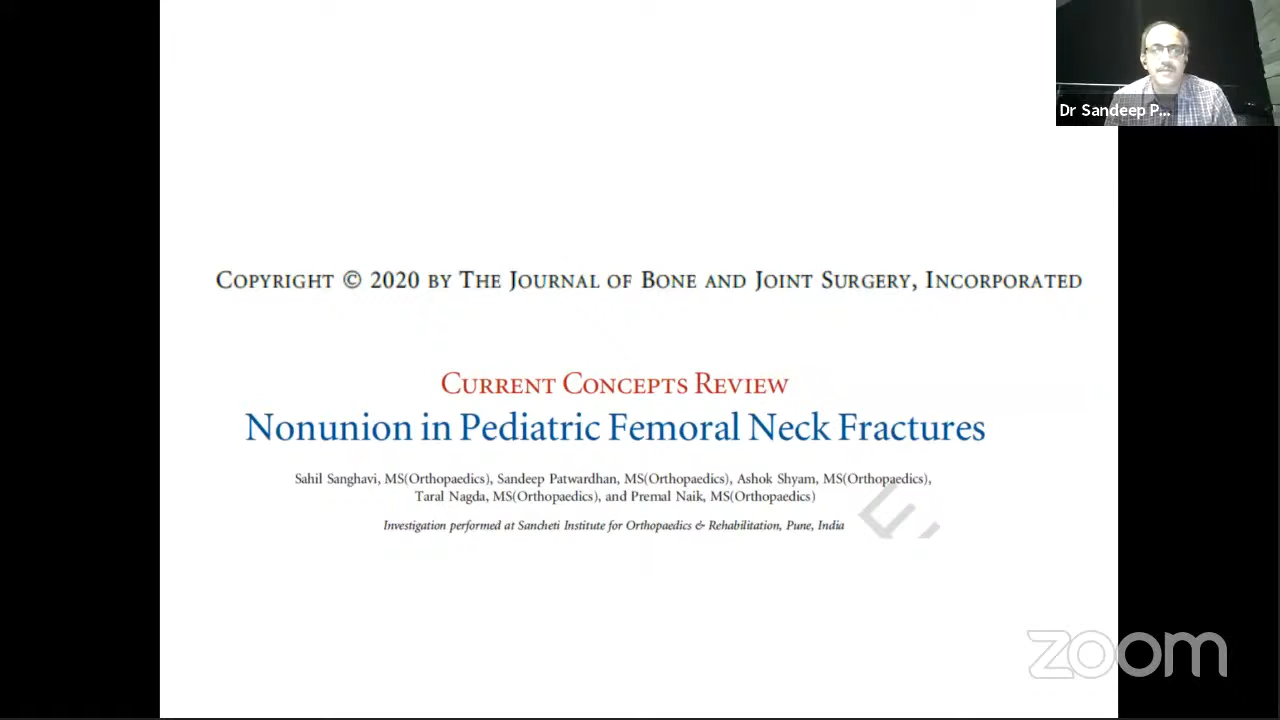 Dr Sandeep P...
COPYRIGHT © 2020 BY THE JOURNAL OF BONE AND JOINT SURGERY, INCORPORATED
CURRENT CONCEPTS REVIEW
Nonunion in Pediatric Femoral Neck Fractures
Sahil Sanghavi, MS(Orthopaedics), Sandeep Patwardhan, MS(Orthopaedics), Ashok Shyam, MS(Orthopaedics),
Taral Nagda, MS(Orthopaedics), and Premal Naik, MS(Orthopaedics)
Investigation performed at Sancheti Institute for Orthopaedics & Rehabilitation, Pune, India
zoom